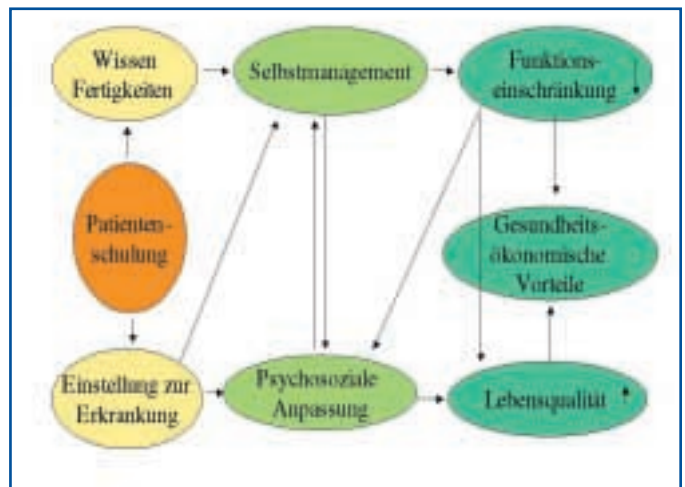 Wissen
Fertigkeiten
Selbstmanagement
Funktions-
einschränkung
Patienten-
schulung
Gesundheits-
ökonomische
Vorteile
Einstellung zur
Erkrankung
Psychosoziale
Anpassung
Lebensqualität